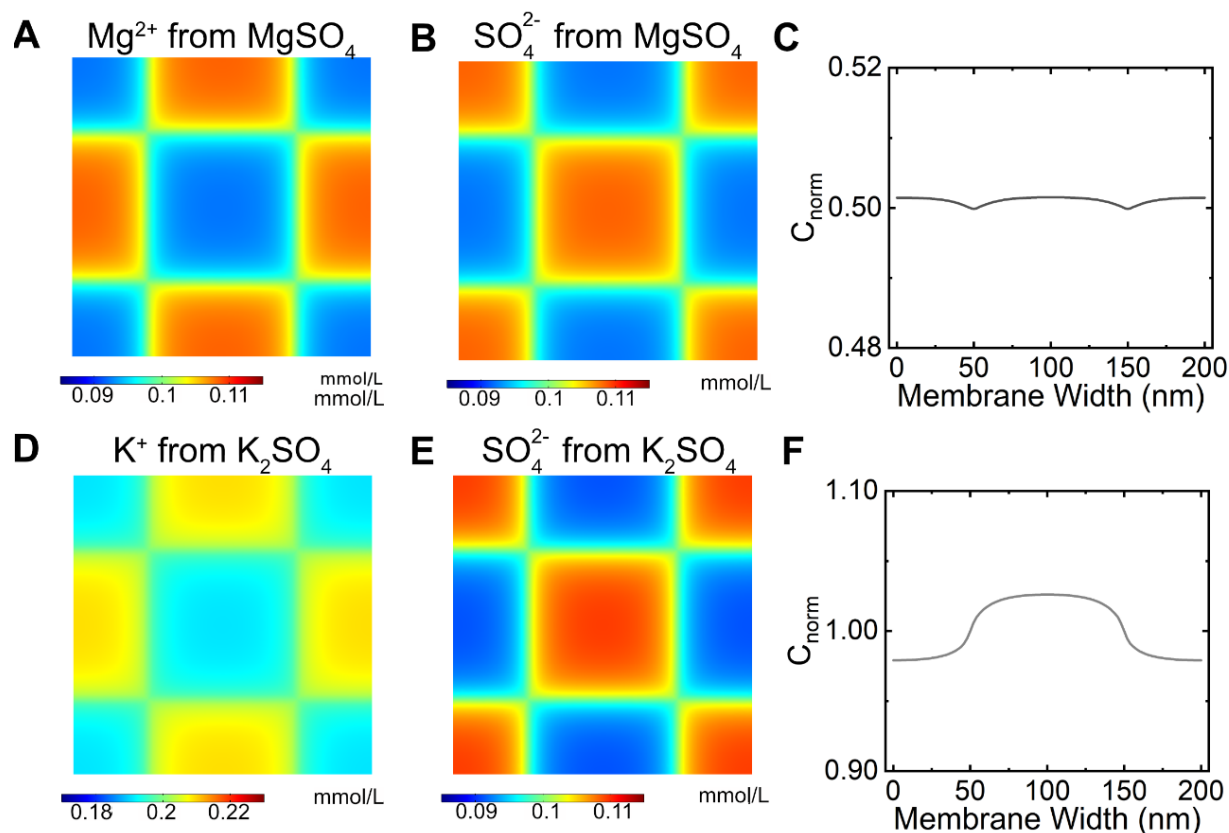 A
Mg²⁺ from MgSO₄
0.09 0.1 0.11 mmol/L
mmol/L
B
SO₄²⁻ from MgSO₄
0.09 0.1 0.11 mmol/L
C
0.52
0.50
0.48
C_norm
0 50 100 150 200
Membrane Width (nm)
D
K⁺ from K₂SO₄
0.18 0.2 0.22 mmol/L
E
SO₄²⁻ from K₂SO₄
0.09 0.1 0.11 mmol/L
F
1.10
1.00
0.90
C_norm
0 50 100 150 200
Membrane Width (nm)